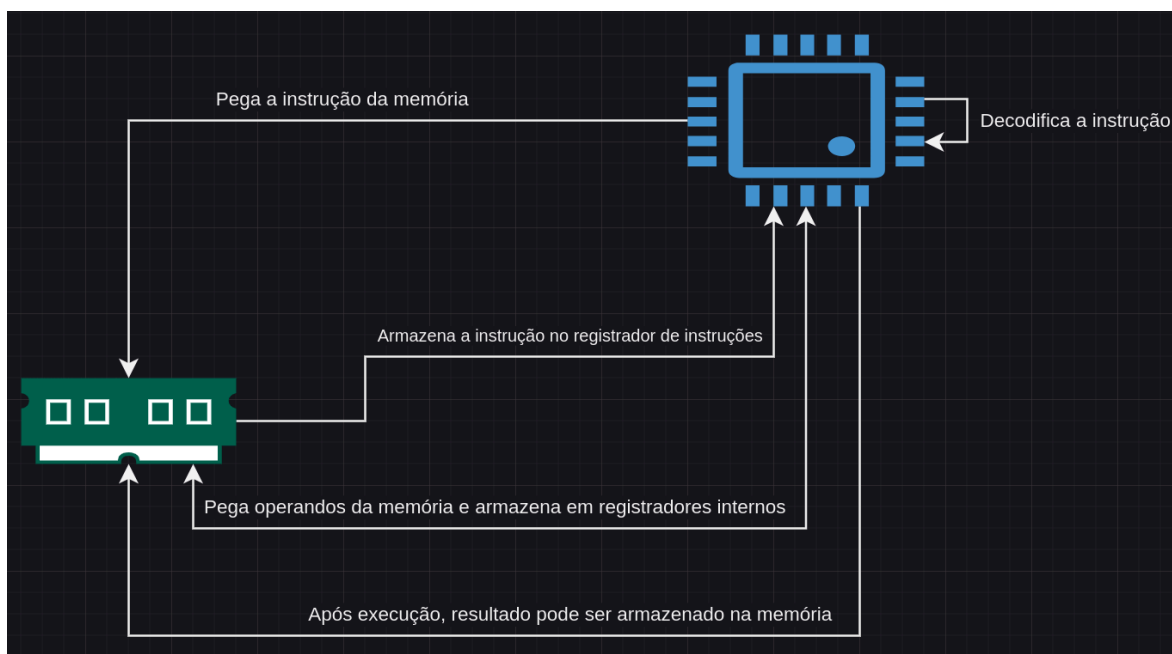 Pega a instrução da memória
Decodifica a instrução
Armazena a instrução no registrador de instruções
Pega operandos da memória e armazena em registradores internos
Após execução, resultado pode ser armazenado na memória